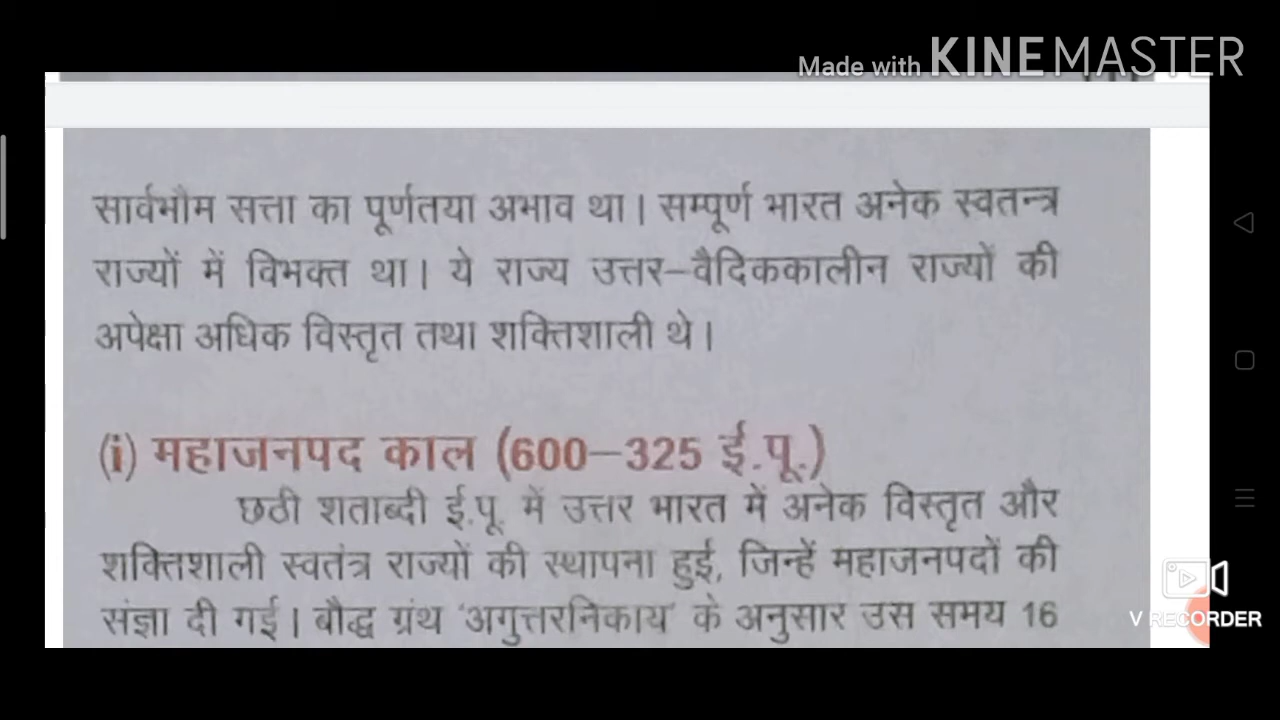 Made with KINEMASTER
सार्वभौम सत्ता का पूर्णतया अभाव था। सम्पूर्ण भारत अनेक स्वतन्त्र
राज्यों में विभक्त था। ये राज्य उत्तर-वैदिककालीन राज्यों की
अपेक्षा अधिक विस्तृत तथा शक्तिशाली थे।
(i) महाजनपद काल (600-325 ई.पू.)
छठी शताब्दी ई.पू. में उत्तर भारत में अनेक विस्तृत और
शक्तिशाली स्वतंत्र राज्यों की स्थापना हुई, जिन्हें महाजनपदों की
संज्ञा दी गई। बौद्ध ग्रंथ 'अगुत्तरनिकाय' के अनुसार उस समय 16
V RECORDER